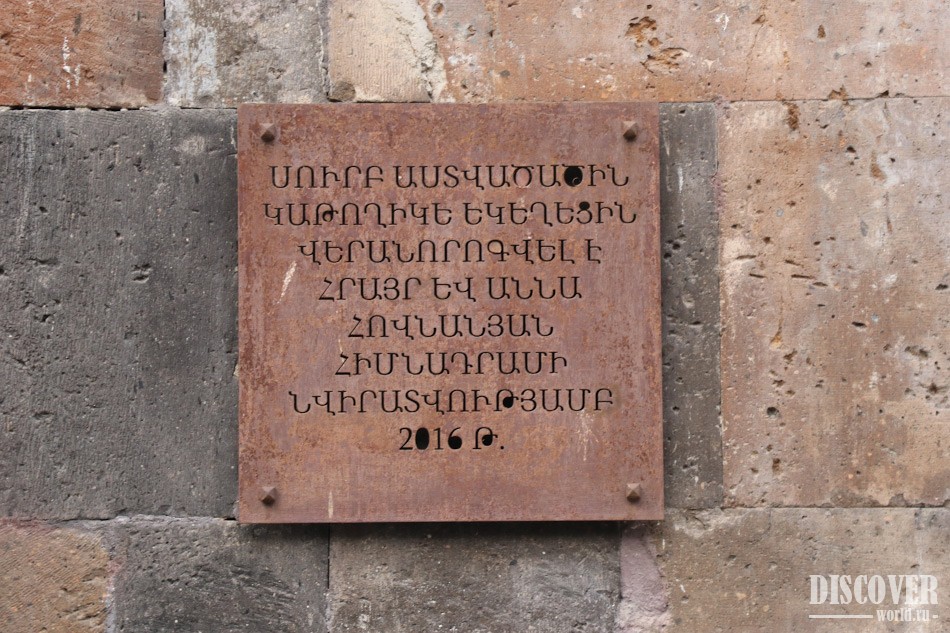 ՍՈՒՐԲ ԱՍՏՎԱԾԱԾԻՆ
ԿԱԹՈՂԻԿԵ ԵԿԵՂԵՑԻՆ
ՎԵՐԱՆՈՐՈԳՎԵԼ Է
ՀՐԱՅՐ ԵՎ ԱՆՆԱ
ՀՈՎՆԱՆՅԱՆ
ՀԻՄՆԱԴՐԱՄԻ
ՆՎԻՐԱՏՎՈՒԹՅԱՄԲ
2016 Թ.
DISCOVER
world.ru